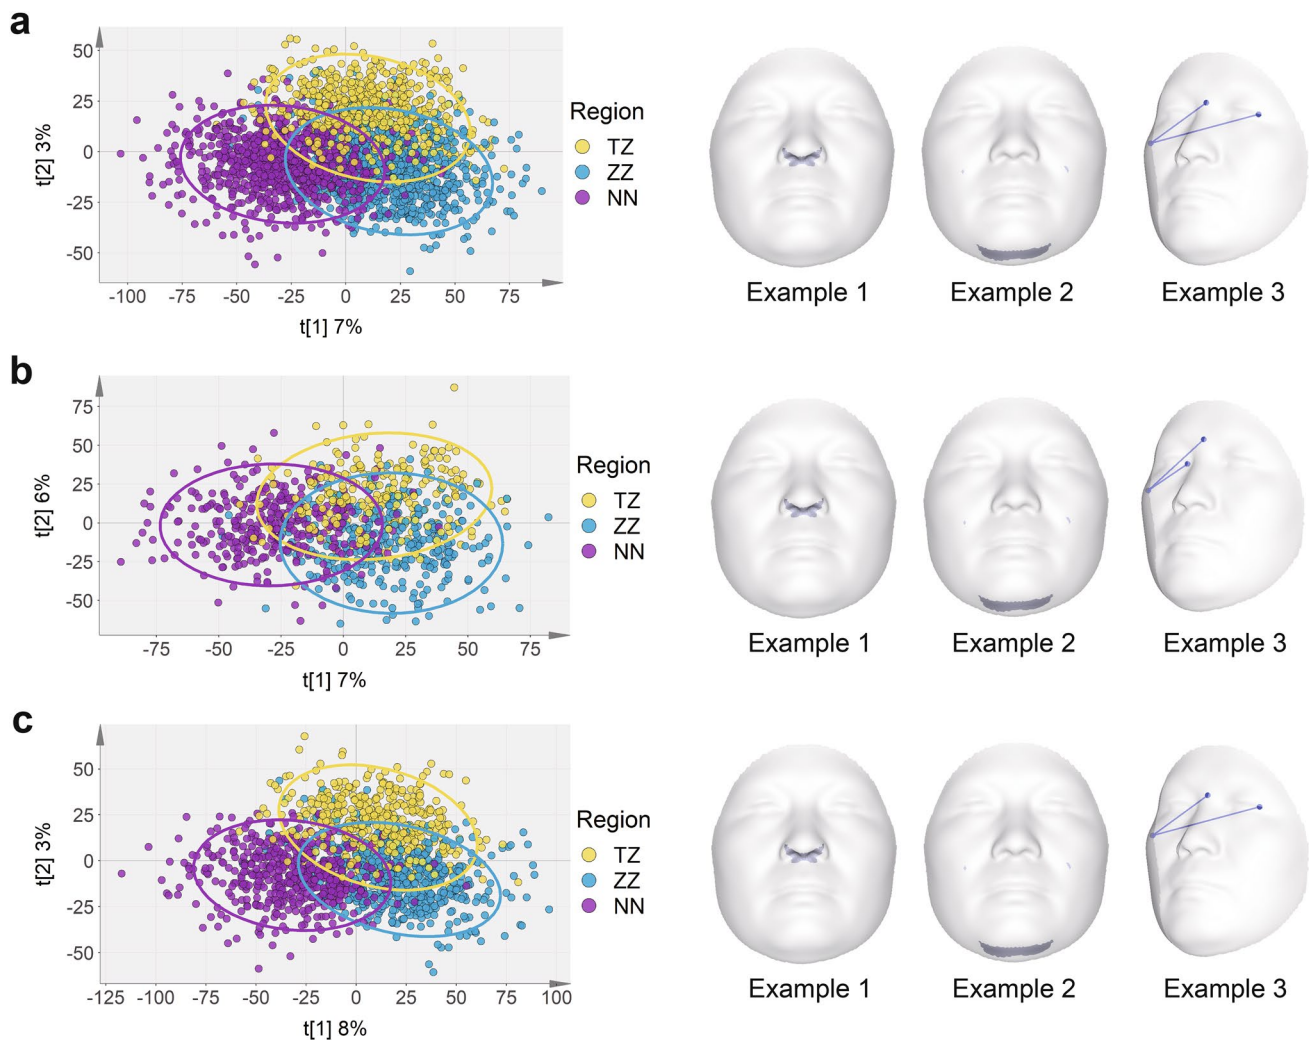 a
50
25
0
-25
-50
t[2] 3%
-100 -75 -50 -25 0 25 50 75
t[1] 7%
Region
TZ
ZZ
NN
Example 1 Example 2 Example 3
b
75
50
25
0
-25
-50
t[2] 6%
-75 -50 -25 0 25 50 75
t[1] 7%
Region
TZ
ZZ
NN
Example 1 Example 2 Example 3
c
50
25
0
-25
-50
t[2] 3%
-125 -100 -75 -50 -25 0 25 50 75 100
t[1] 8%
Region
TZ
ZZ
NN
Example 1 Example 2 Example 3